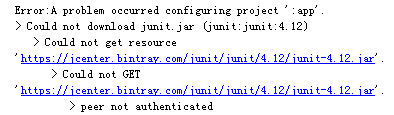 Error:A problem occurred configuring project ':app'.
> Could not download junit.jar (junit:junit:4.12)
> Could not get resource
'https://jcenter.bintray.com/junit/junit/4.12/junit-4.12.jar'.
> Could not GET
'https://jcenter.bintray.com/junit/junit/4.12/junit-4.12.jar'.
> peer not authenticated